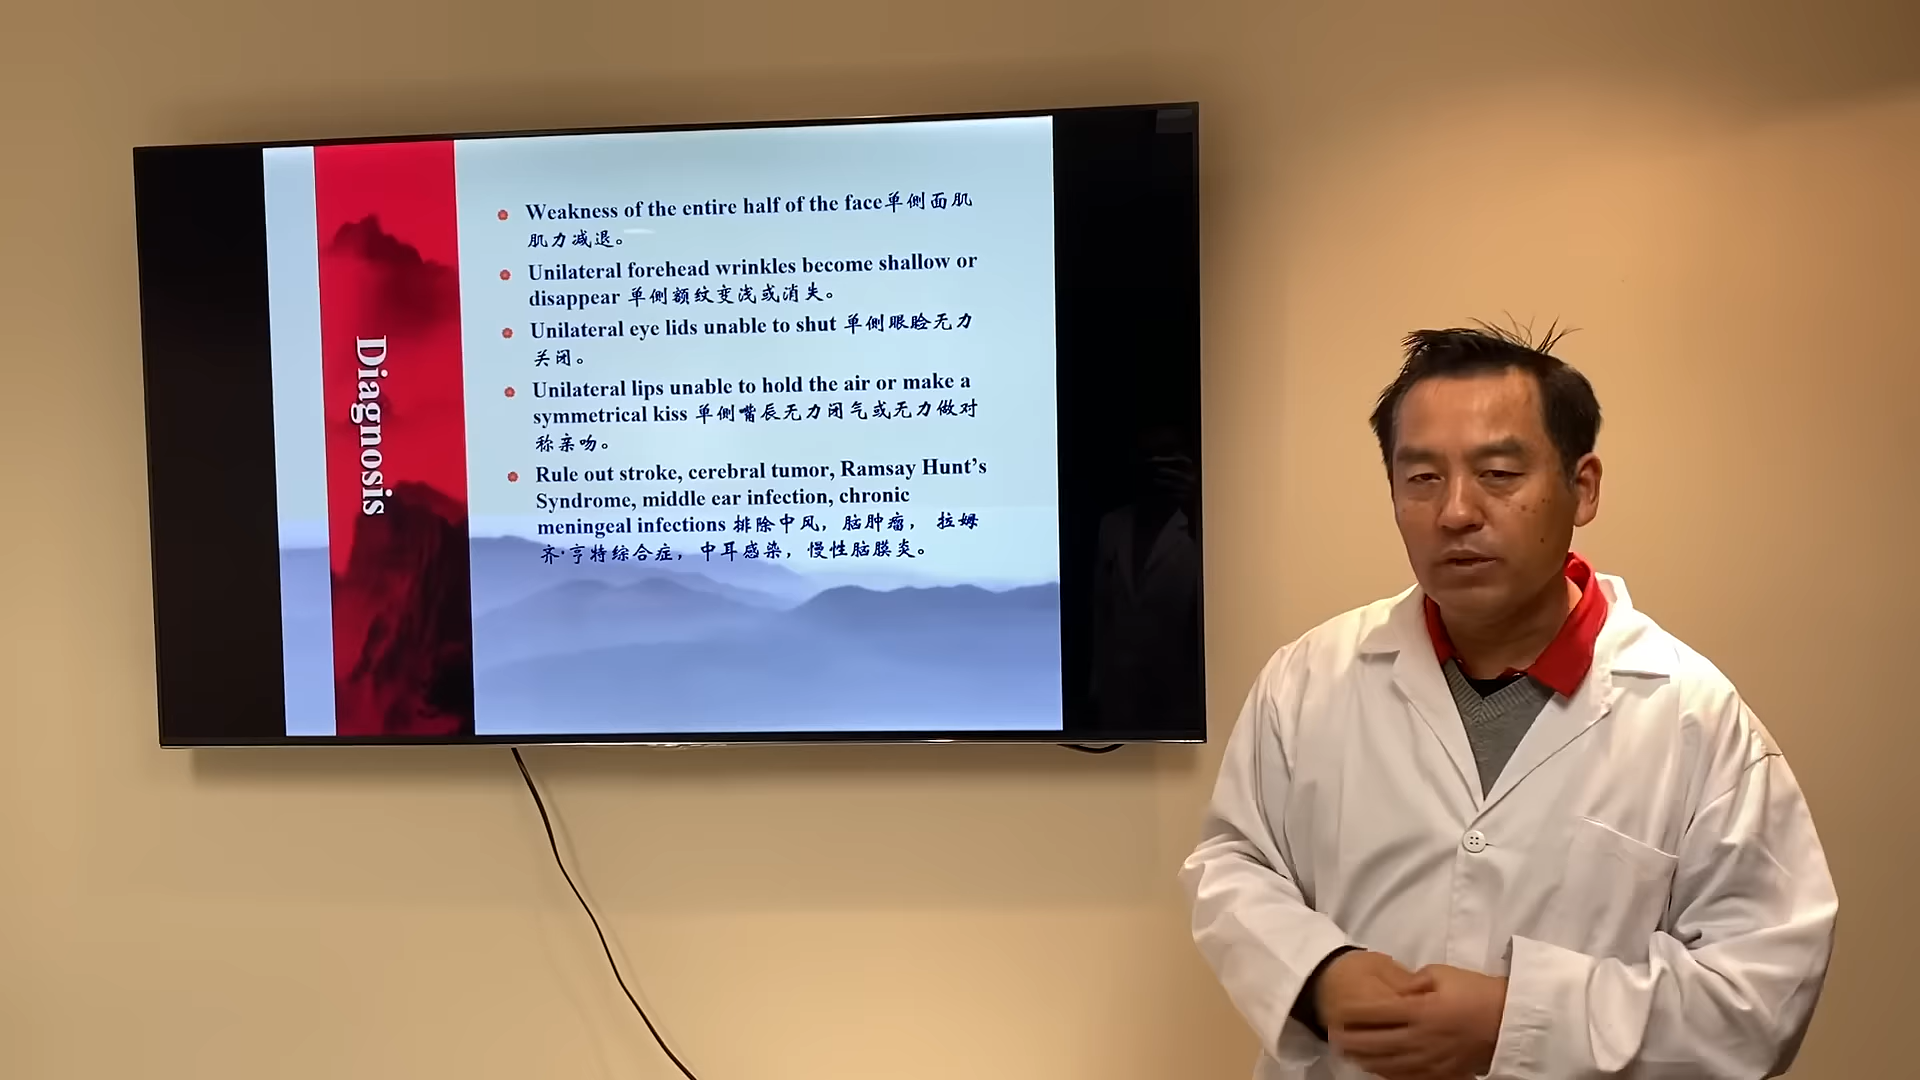 Diagnosis
Weakness of the entire half of the face单侧面肌
肌力减退。
Unilateral forehead wrinkles become shallow or
disappear 单侧额纹变浅或消失。
Unilateral eye lids unable to shut 单侧眼睑无力
关闭。
Unilateral lips unable to hold the air or make a
symmetrical kiss 单侧嘴唇无力闭气或无力做对
称亲吻。
Rule out stroke, cerebral tumor, Ramsay Hunt’s
Syndrome, middle ear infection, chronic
meningeal infections 排除中风，脑肿瘤， 拉姆
齐·亨特综合症，中耳感染，慢性脑膜炎。